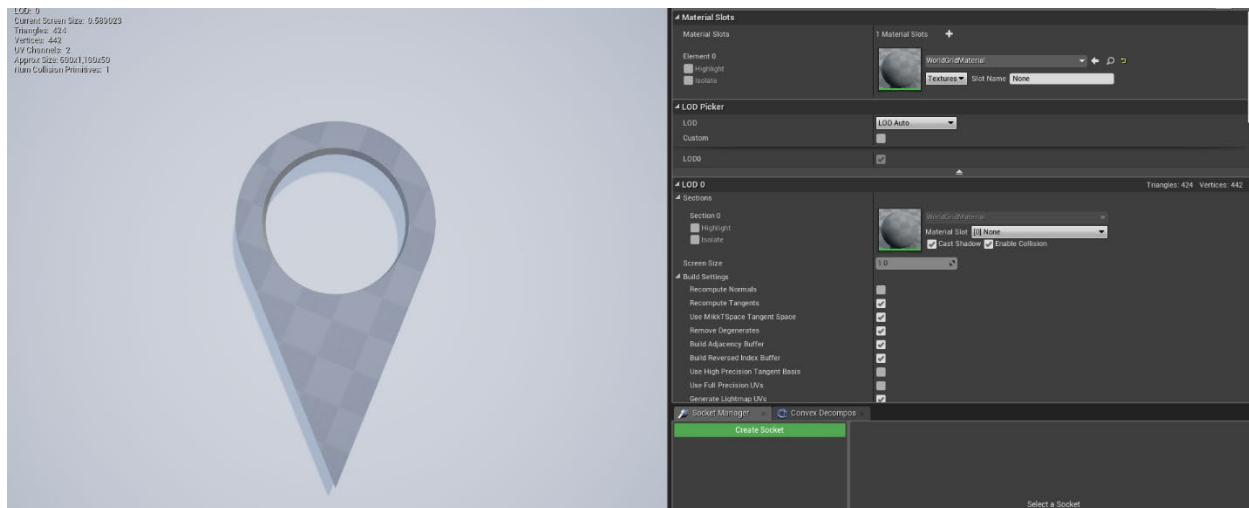 LOD: 0
Current Screen Size: 0.589023
Triangles: 424
Vertices: 442
UV Channels: 2
Approx Size: 600x1,100x50
num Collision Primitives: 1
Material Slots
Material Slots 1 Material Slots
Element 0
Highlight
Isolate
WorldGridMaterial
Textures Slot Name None
LOD Picker
LOD LOD Auto
Custom
LOD0
LOD 0 Triangles: 424 Vertices: 442
Sections
Section 0
Highlight
Isolate
WorldGridMaterial
Material Slot [0] None
Cast Shadow Enable Collision
Screen Size 1.0
Build Settings
Recompute Normals
Recompute Tangents
Use MikkTSpace Tangent Space
Remove Degenerates
Build Adjacency Buffer
Build Reversed Index Buffer
Use High Precision Tangent Basis
Use Full Precision UVs
Generate Lightmap UVs
Socket Manager Convex Decompos
Create Socket
Select a Socket